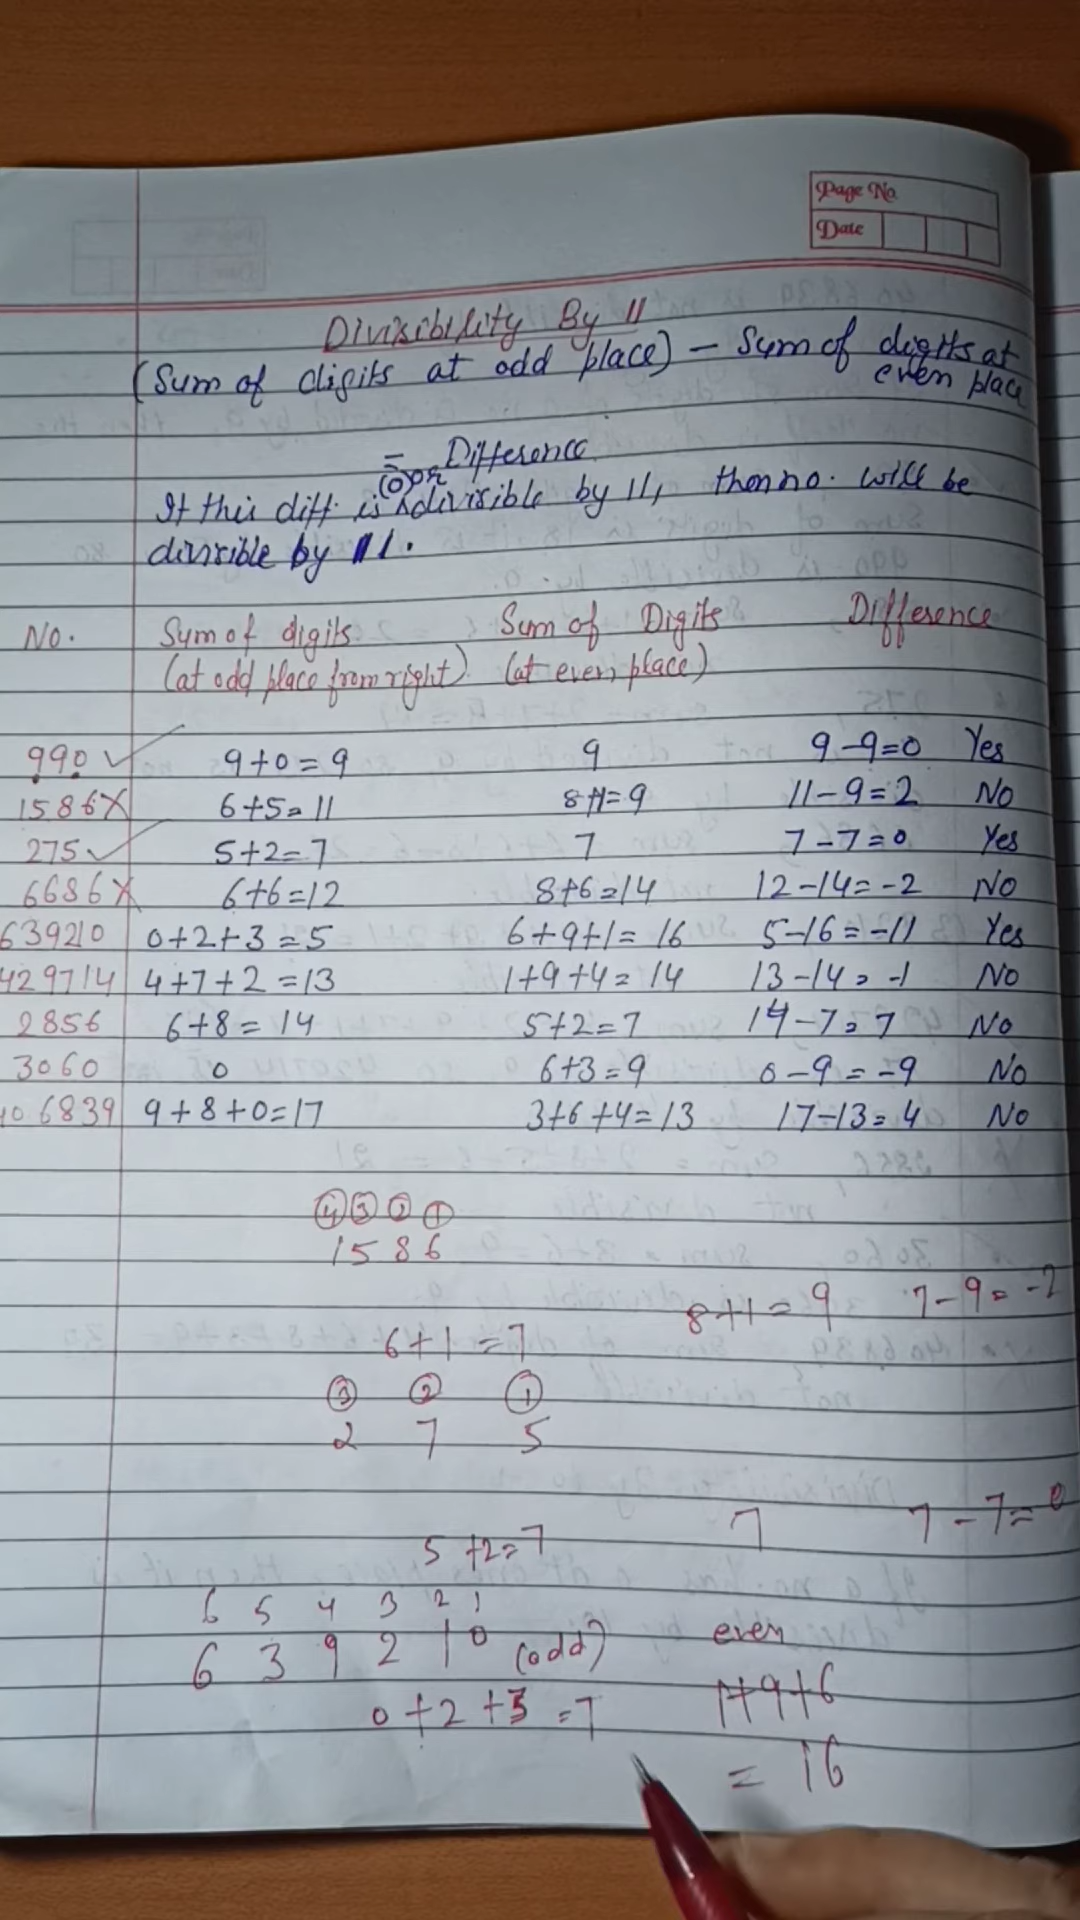 Page No
Date
Divisibility By 11
(Sum of digits at odd place) - Sum of digits at
even place
= Difference
(0) or
If this diff. is divisible by 11, then no. will be
divisible by 11.
No. Sum of digits Sum of Digits Difference
(at odd place from right) (at even place)
990 ✓ 9+0=9 9 9-9=0 Yes
1586 X 6+5=11 8+1=9 11-9=2 No
275 ✓ 5+2=7 7 7-7=0 Yes
6686 X 6+6=12 8+6=14 12-14=-2 No
639210 0+2+3=5 6+9+1=16 5-16=-11 Yes
429714 4+7+2=13 1+9+4=14 13-14=-1 No
2856 6+8=14 5+2=7 14-7=7 No
3060 0 6+3=9 0-9=-9 No
406839 9+8+0=17 3+6+4=13 17-13=4 No
④ ③ ② ①
1586
8+1=9 7-9=-2
6+1=7
③ ② ①
2 7 5
5+2=7 7 7-7=0
6 5 4 3 2 1
6 3 9 2 1 0 (odd) even
0+2+3=7 1+9+6
= 16